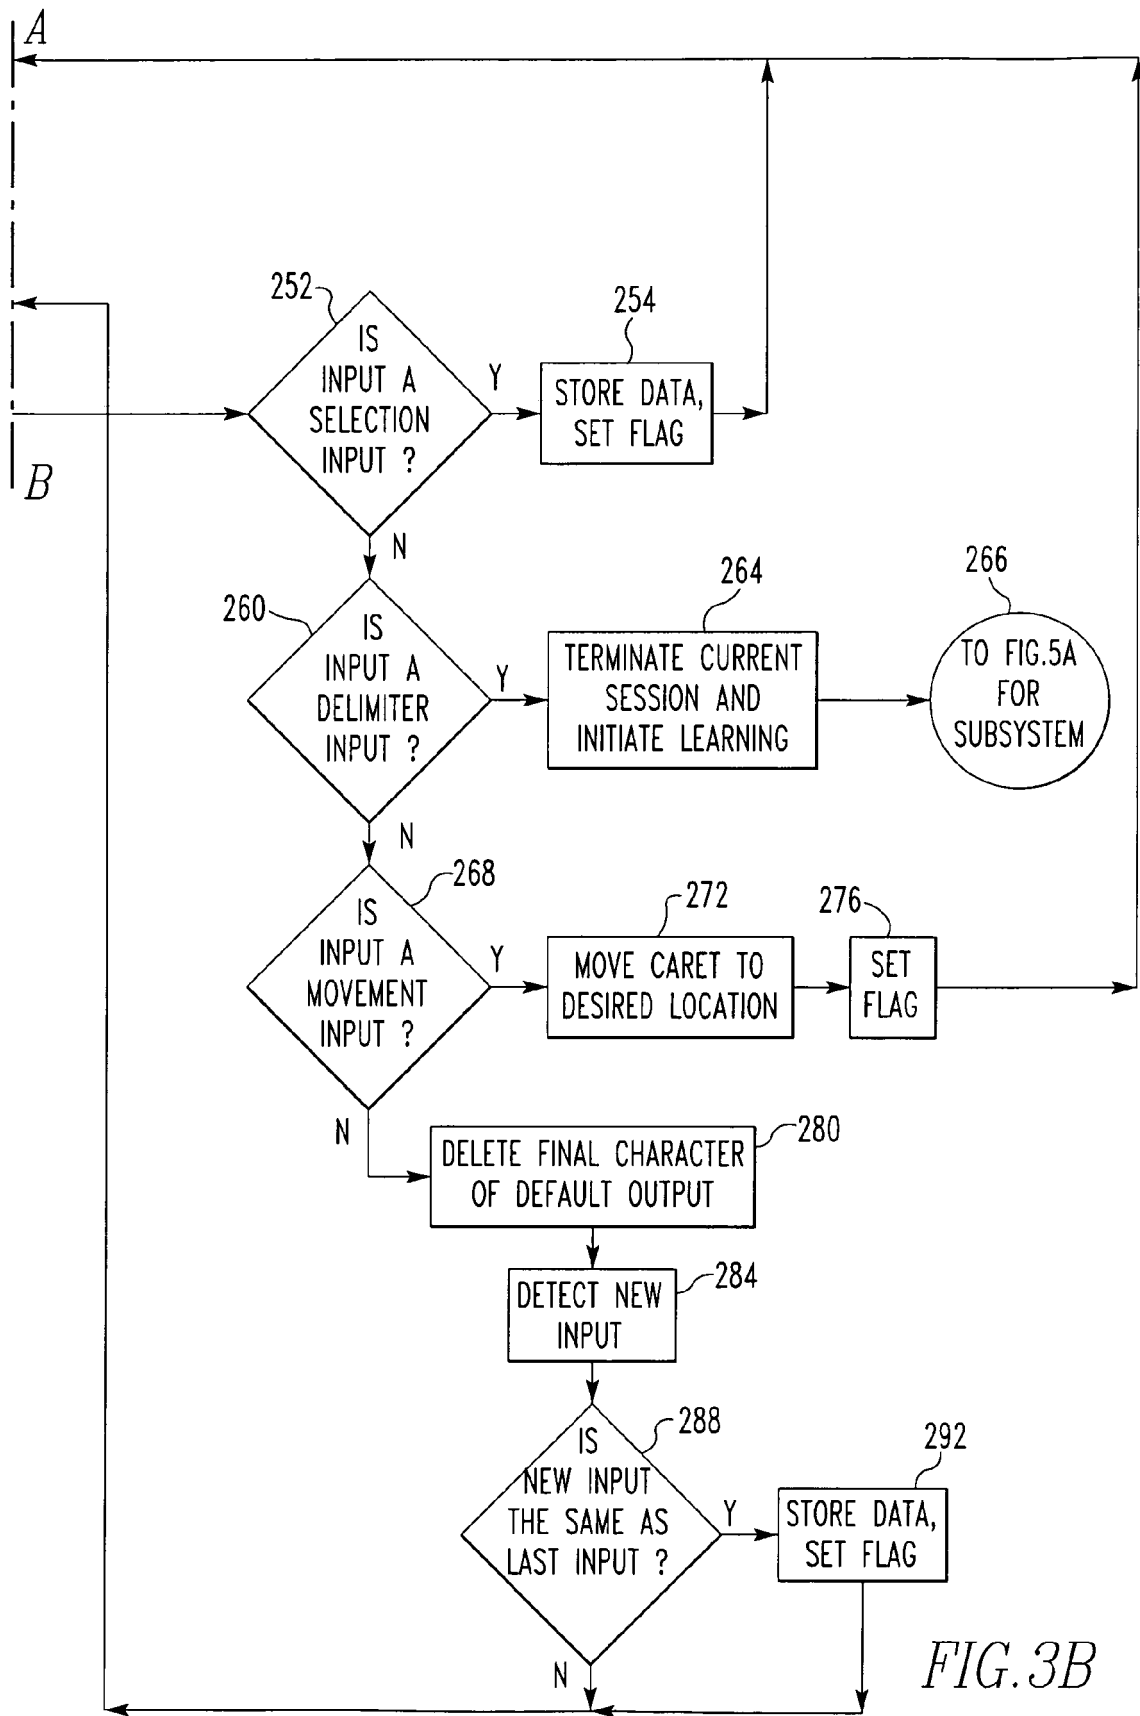 A
252
IS
INPUT A
SELECTION
INPUT ?
Y
254
STORE DATA,
SET FLAG
B
N
260
IS
INPUT A
DELIMITER
INPUT ?
Y
264
TERMINATE CURRENT
SESSION AND
INITIATE LEARNING
266
TO FIG.5A
FOR
SUBSYSTEM
N
268
IS
INPUT A
MOVEMENT
INPUT ?
Y
272
MOVE CARET TO
DESIRED LOCATION
276
SET
FLAG
N
280
DELETE FINAL CHARACTER
OF DEFAULT OUTPUT
284
DETECT NEW
INPUT
288
IS
NEW INPUT
THE SAME AS
LAST INPUT ?
Y
292
STORE DATA,
SET FLAG
N
FIG.3B